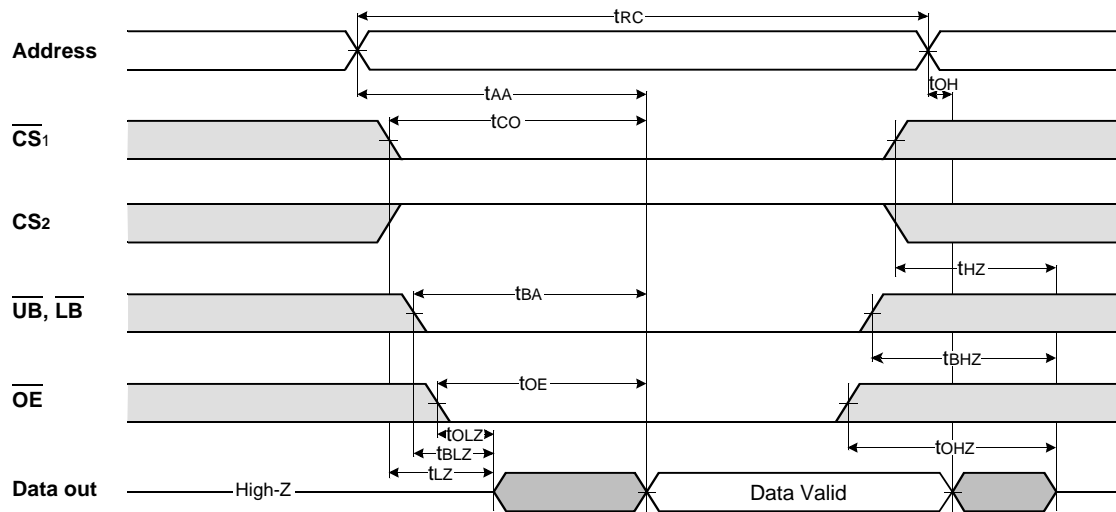 tRC
Address
tOH
tAA
tCO
CS1
CS2
tHZ
tBA
UB, LB
tBHZ
tOE
OE
tOLZ
tOHZ
tBLZ
tLZ
Data out
High-Z
Data Valid